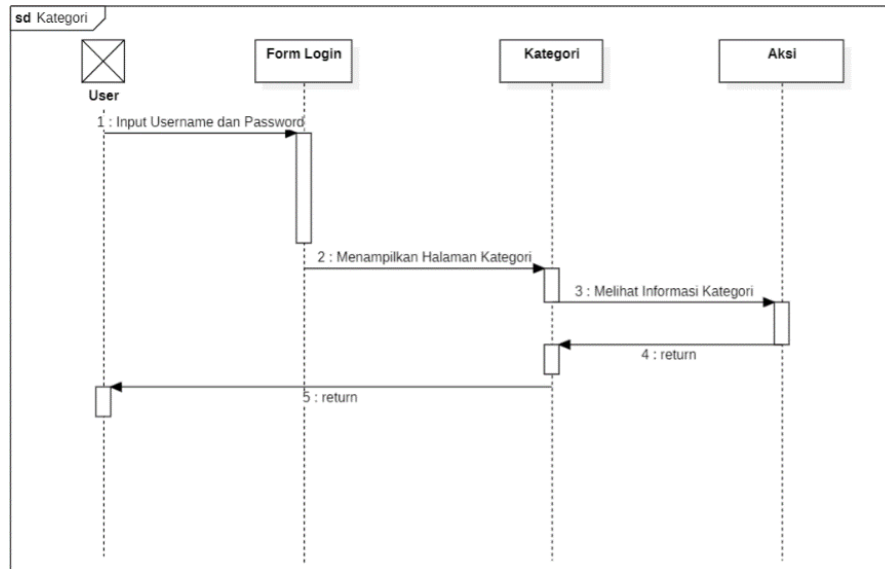 sd Kategori
Form Login
Kategori
Aksi
User
1 : Input Username dan Password
2 : Menampilkan Halaman Kategori
3 : Melihat Informasi Kategori
4 : return
5 : return